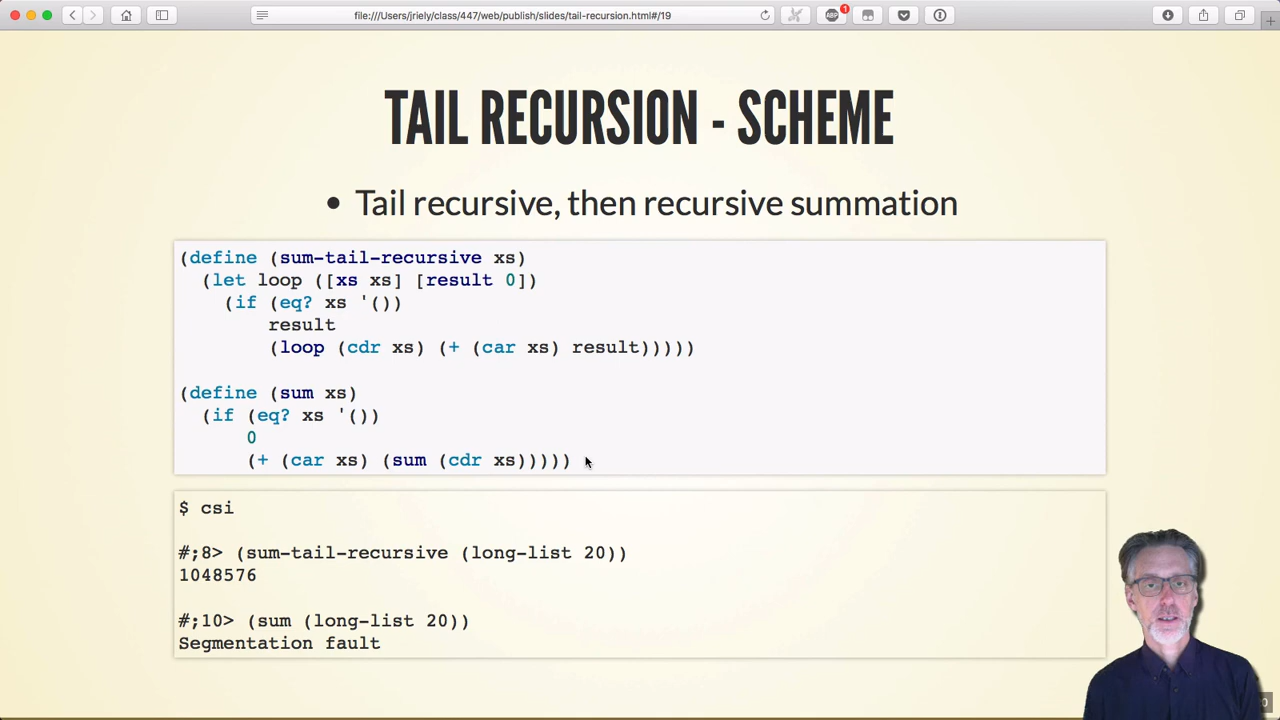 file:///Users/jriely/class/447/web/publish/slides/tail-recursion.html#/19
ABP
1
TAIL RECURSION - SCHEME
• Tail recursive, then recursive summation
(define (sum-tail-recursive xs)
  (let loop ([xs xs] [result 0])
    (if (eq? xs '())
        result
        (loop (cdr xs) (+ (car xs) result)))))
(define (sum xs)
  (if (eq? xs '())
      0
      (+ (car xs) (sum (cdr xs)))))
$ csi
#;8> (sum-tail-recursive (long-list 20))
1048576
#;10> (sum (long-list 20))
Segmentation fault